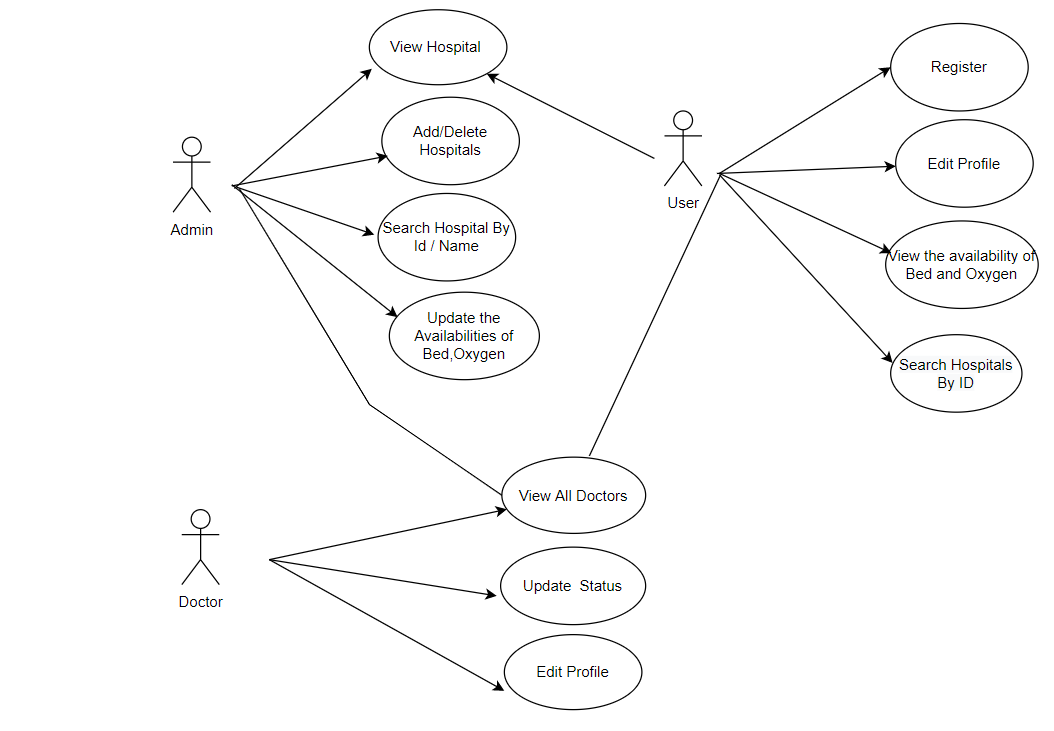 View Hospital
Register
Add/Delete
Hospitals
Edit Profile
Admin
User
Search Hospital By
Id / Name
View the availability of
Bed and Oxygen
Update the
Availabilities of
Bed,Oxygen
Search Hospitals
By ID
View All Doctors
Doctor
Update  Status
Edit Profile